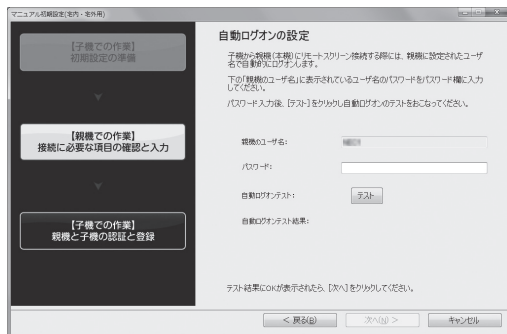 マニュアル初期設定(宅内・宅外用)
【子機での作業】
初期設定の準備
【親機での作業】
接続に必要な項目の確認と入力
【子機での作業】
親機と子機の認証と登録
自動ログオンの設定
子機から親機(本機)にリモートスクリーン接続する際には、親機に設定されたユーザ
名で自動的にログオンします。
下の「親機のユーザ名」に表示されているユーザ名のパスワードをパスワード欄に入力
してください。
パスワード入力後、[テスト]をクリックし自動ログオンのテストをおこなってください。
親機のユーザ名:
パスワード:
自動ログオンテスト:
テスト
自動ログオンテスト結果:
テスト結果にOKが表示されたら、[次へ]をクリックしてください。
< 戻る(B)
次へ(N) >
キャンセル